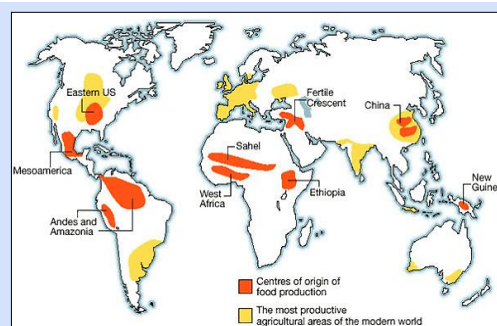 Eastern US
Fertile
Crescent
China
Mesoamerica
Sahel
West
Africa
Ethiopia
New
Guine
Andes and
Amazonia
Centres of origin of
food production
The most productive
agricultural areas of the modern world